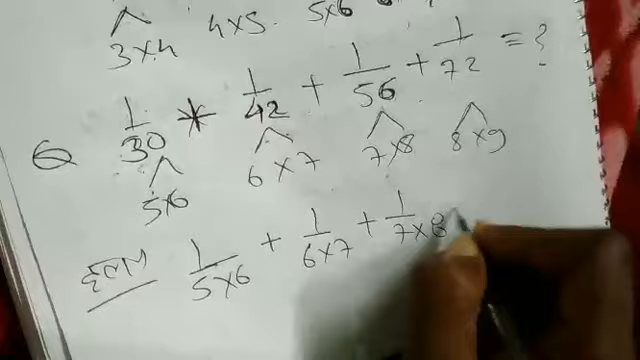 3×4 4×5 5×6
Q 1/30 * 1/42 + 1/56 + 1/72 = ?
5×6 6×7 7×8 8×9
हल 1/5×6 + 1/6×7 + 1/7×8